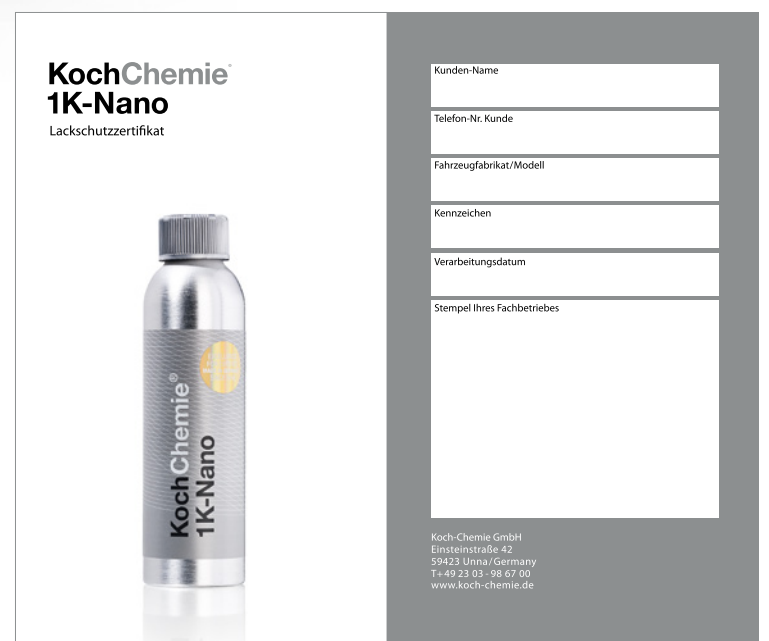 KochChemie®
1K-Nano
Lackschutzzertifikat
KochChemie®
1K-Nano
Kunden-Name
Telefon-Nr. Kunde
Fahrzeugfabrikat/Modell
Kennzeichen
Verarbeitungsdatum
Stempel Ihres Fachbetriebes
Koch-Chemie GmbH
Einsteinstraße 42
59423 Unna/Germany
T+49 23 03 - 98 67 00
www.koch-chemie.de